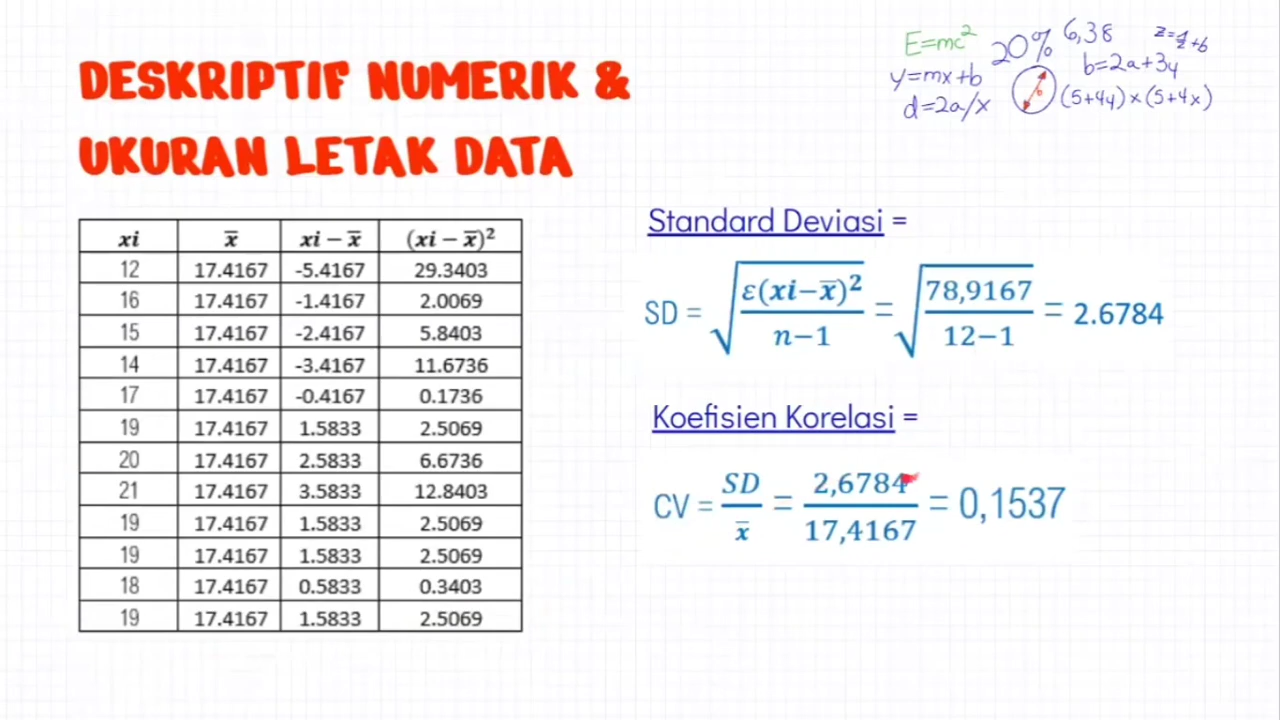 DESKRIPTIF NUMERIK &
UKURAN LETAK DATA
E=mc²
20%
6,38
y=mx+b
b=2a+3y
d=2a/x
(5+4y)x(5+4x)
xi x̅ xi − x̅ (xi − x̅)²
12 17.4167 -5.4167 29.3403
16 17.4167 -1.4167 2.0069
15 17.4167 -2.4167 5.8403
14 17.4167 -3.4167 11.6736
17 17.4167 -0.4167 0.1736
19 17.4167 1.5833 2.5069
20 17.4167 2.5833 6.6736
21 17.4167 3.5833 12.8403
19 17.4167 1.5833 2.5069
19 17.4167 1.5833 2.5069
18 17.4167 0.5833 0.3403
19 17.4167 1.5833 2.5069
Standard Deviasi =
SD = √(ε(xi−x̅)²/n−1) = √(78,9167/12−1) = 2.6784
Koefisien Korelasi =
CV = SD/x̅ = 2,6784/17,4167 = 0,1537